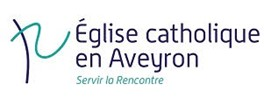 Église catholique
en Aveyron
Servir la Rencontre